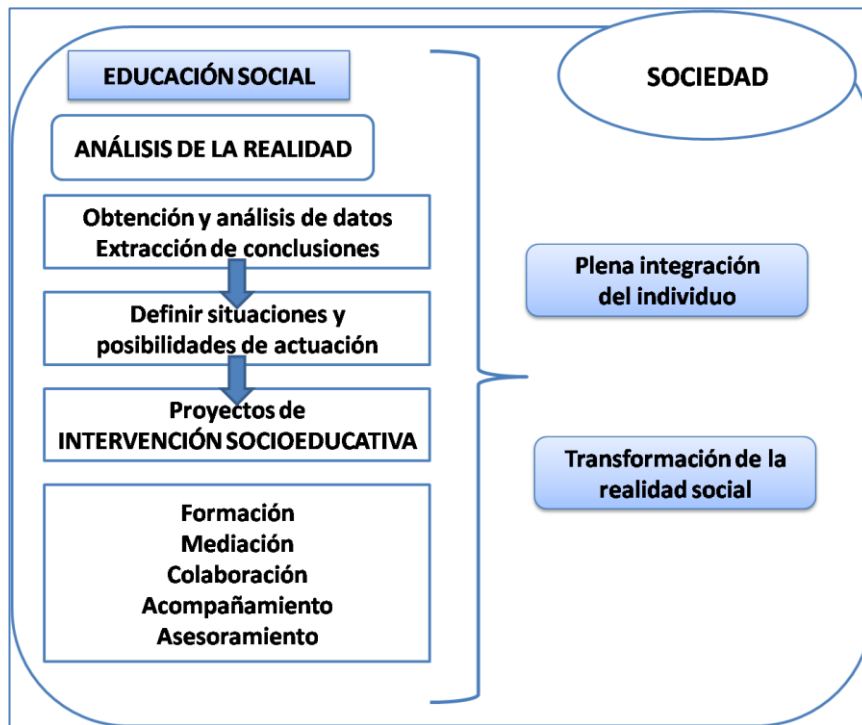 EDUCACIÓN SOCIAL
ANÁLISIS DE LA REALIDAD
Obtención y análisis de datos
Extracción de conclusiones
Definir situaciones y
posibilidades de actuación
Proyectos de
INTERVENCIÓN SOCIOEDUCATIVA
Formación
Mediación
Colaboración
Acompañamiento
Asesoramiento
SOCIEDAD
Plena integración
del individuo
Transformación de la
realidad social